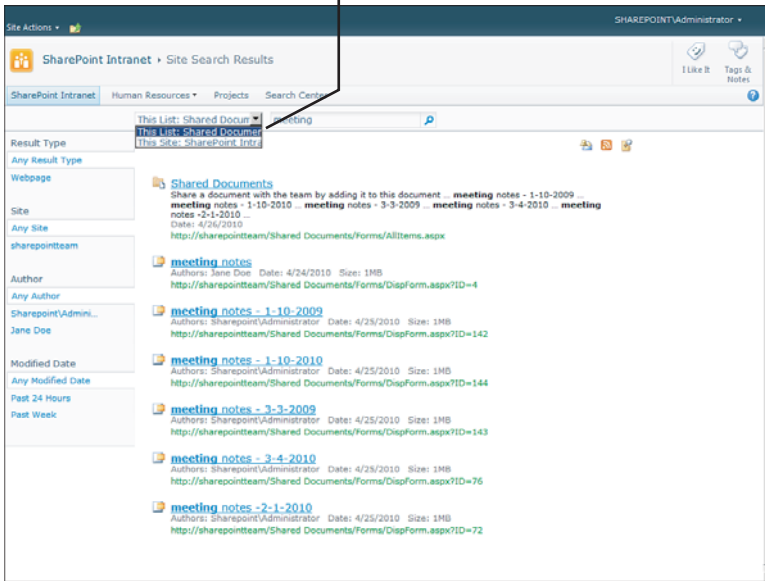 Site Actions
SHAREPOINT\Administrator
SharePoint Intranet › Site Search Results
I Like It
Tags & Notes
SharePoint Intranet Human Resources Projects Search Center
This List: Shared Docum meeting
This List: Shared Documen
This Site: SharePoint Intra
Result Type
Any Result Type
Webpage
Site
Any Site
sharepointteam
Author
Any Author
Sharepoint\Admini...
Jane Doe
Modified Date
Any Modified Date
Past 24 Hours
Past Week
Shared Documents
Share a document with the team by adding it to this document ... meeting notes - 1-10-2009 ...
meeting notes - 1-10-2010 ... meeting notes - 3-3-2009 ... meeting notes - 3-4-2010 ... meeting
notes -2-1-2010 ...
Date: 4/26/2010
http://sharepointteam/Shared Documents/Forms/AllItems.aspx
meeting notes
Authors: Jane Doe Date: 4/24/2010 Size: 1MB
http://sharepointteam/Shared Documents/Forms/DispForm.aspx?ID=4
meeting notes - 1-10-2009
Authors: Sharepoint\Administrator Date: 4/25/2010 Size: 1MB
http://sharepointteam/Shared Documents/Forms/DispForm.aspx?ID=142
meeting notes - 1-10-2010
Authors: Sharepoint\Administrator Date: 4/25/2010 Size: 1MB
http://sharepointteam/Shared Documents/Forms/DispForm.aspx?ID=144
meeting notes - 3-3-2009
Authors: Sharepoint\Administrator Date: 4/25/2010 Size: 1MB
http://sharepointteam/Shared Documents/Forms/DispForm.aspx?ID=143
meeting notes - 3-4-2010
Authors: Sharepoint\Administrator Date: 4/25/2010 Size: 1MB
http://sharepointteam/Shared Documents/Forms/DispForm.aspx?ID=76
meeting notes -2-1-2010
Authors: Sharepoint\Administrator Date: 4/25/2010 Size: 1MB
http://sharepointteam/Shared Documents/Forms/DispForm.aspx?ID=72